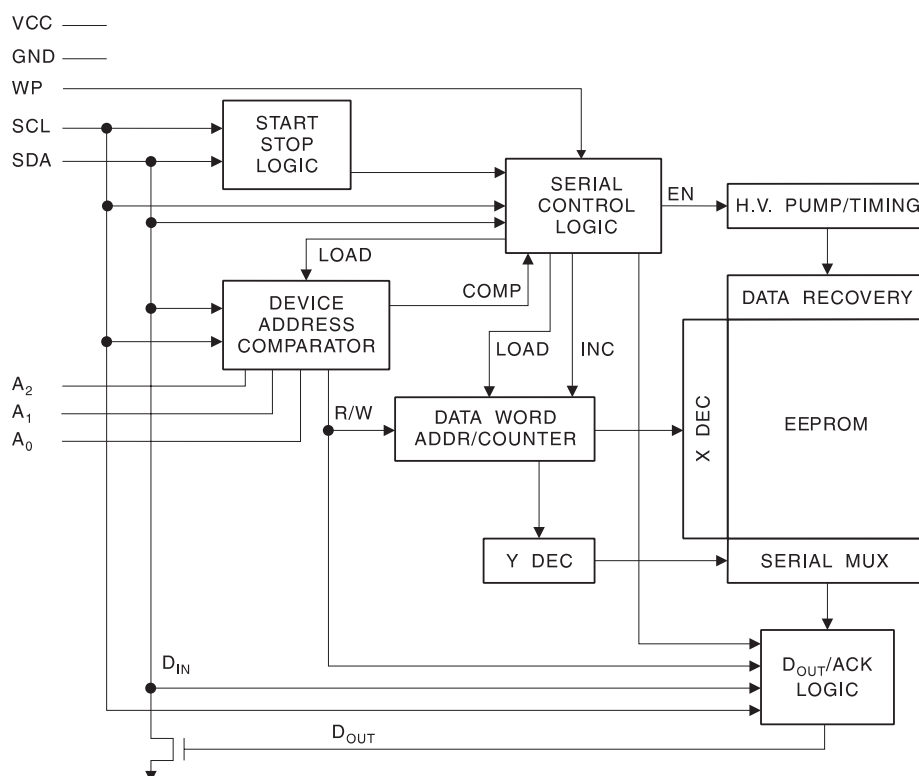 VCC
GND
WP
SCL
SDA
START
STOP
LOGIC
SERIAL
CONTROL
LOGIC
EN
H.V. PUMP/TIMING
LOAD
COMP
DEVICE
ADDRESS
COMPARATOR
DATA RECOVERY
LOAD
INC
A2
A1
A0
R/W
DATA WORD
ADDR/COUNTER
X DEC
EEPROM
Y DEC
SERIAL MUX
DIN
DOUT/ACK
LOGIC
DOUT